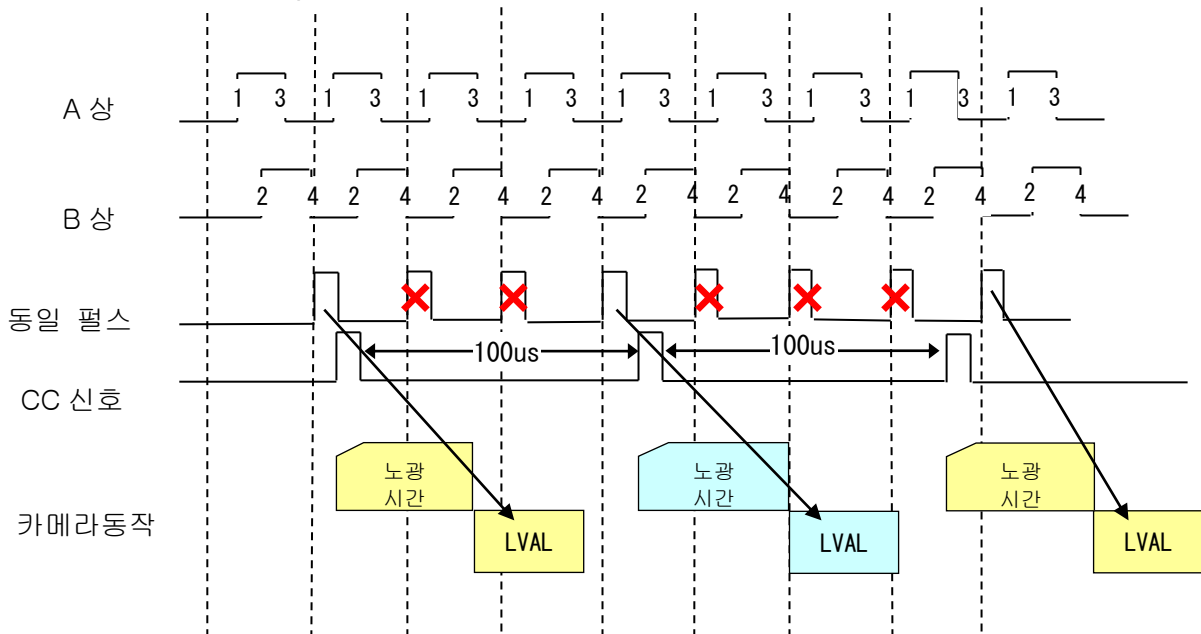 A 상
1 3 1 3 1 3 1 3 1 3 1 3 1 3 1 3 1 3
B 상
2 4 2 4 2 4 2 4 2 4 2 4 2 4 2 4 2 4
동일 펄스
100us 100us
CC 신호
노광 노광 노광
시간 시간 시간
카메라동작
LVAL LVAL LVAL